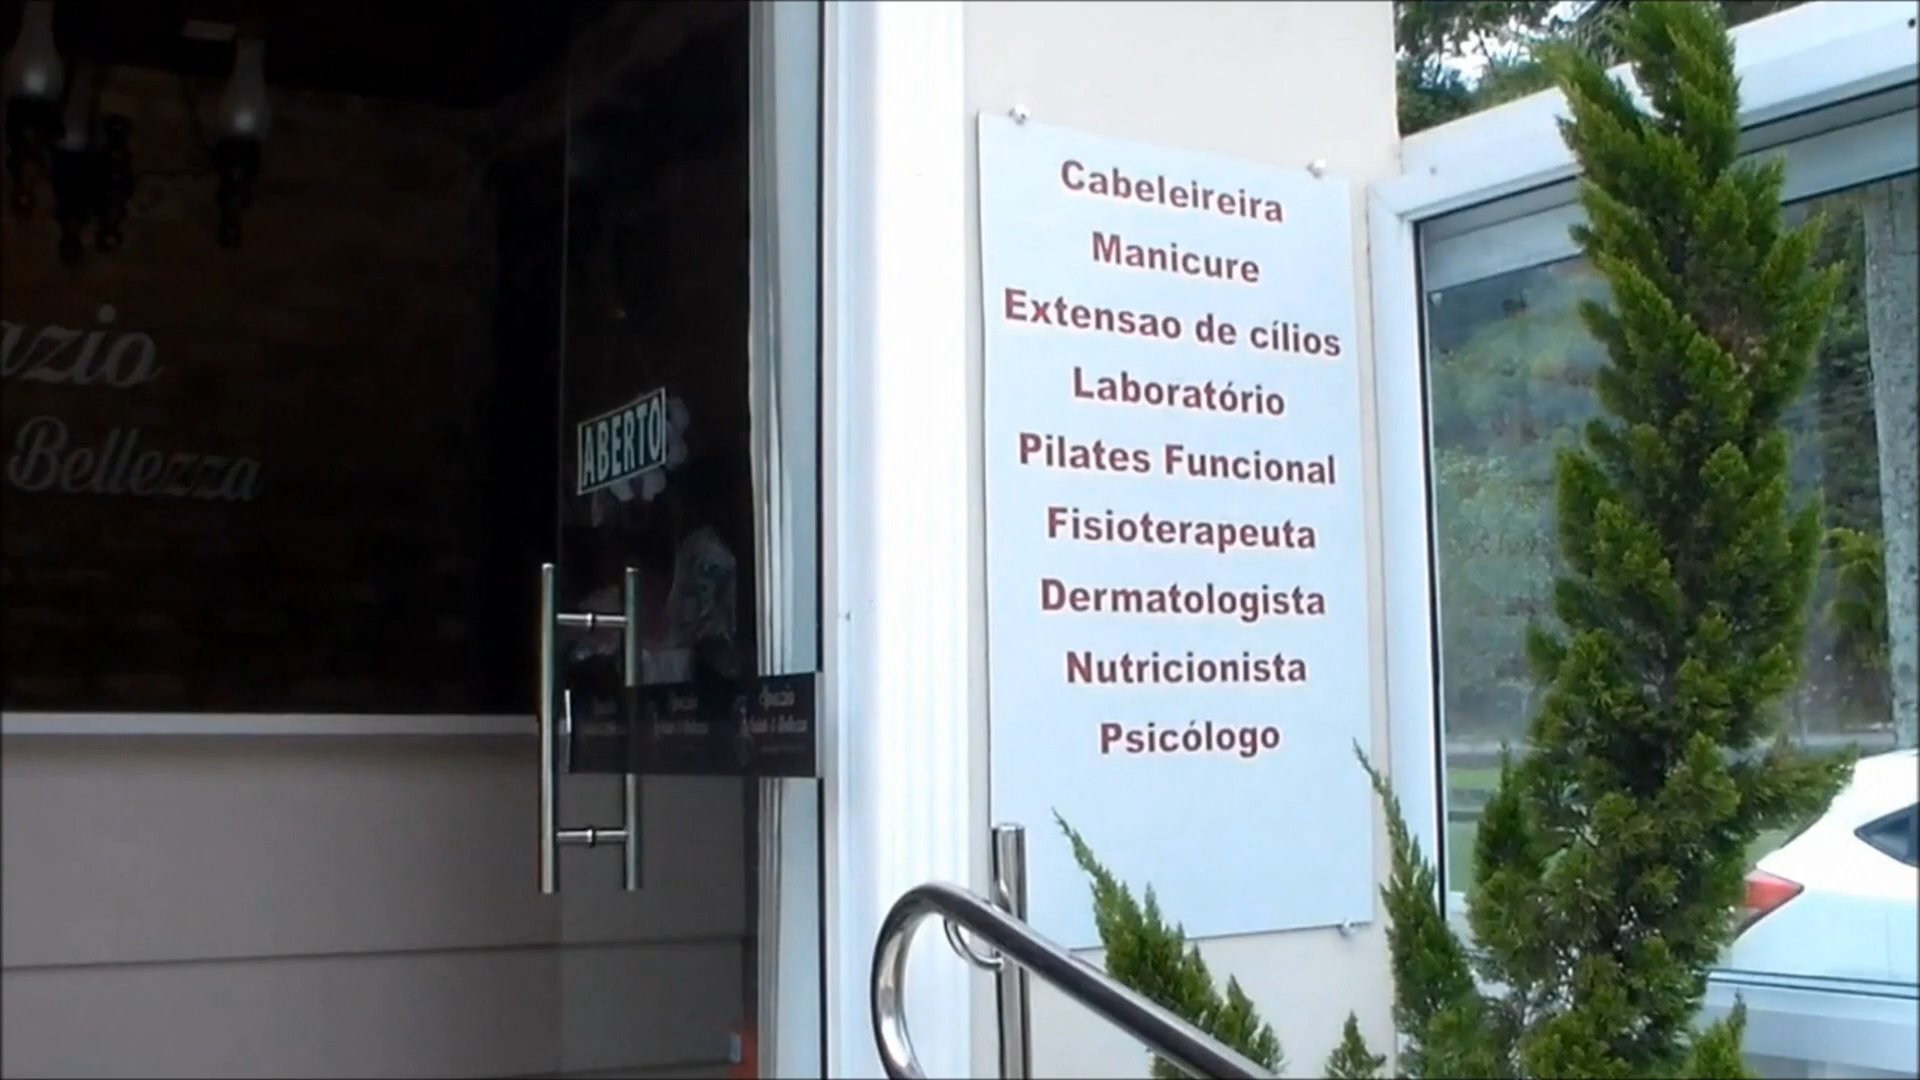 Bellezza
ABERTO
Cabeleireira
Manicure
Extensao de cílios
Laboratório
Pilates Funcional
Fisioterapeuta
Dermatologista
Nutricionista
Psicólogo